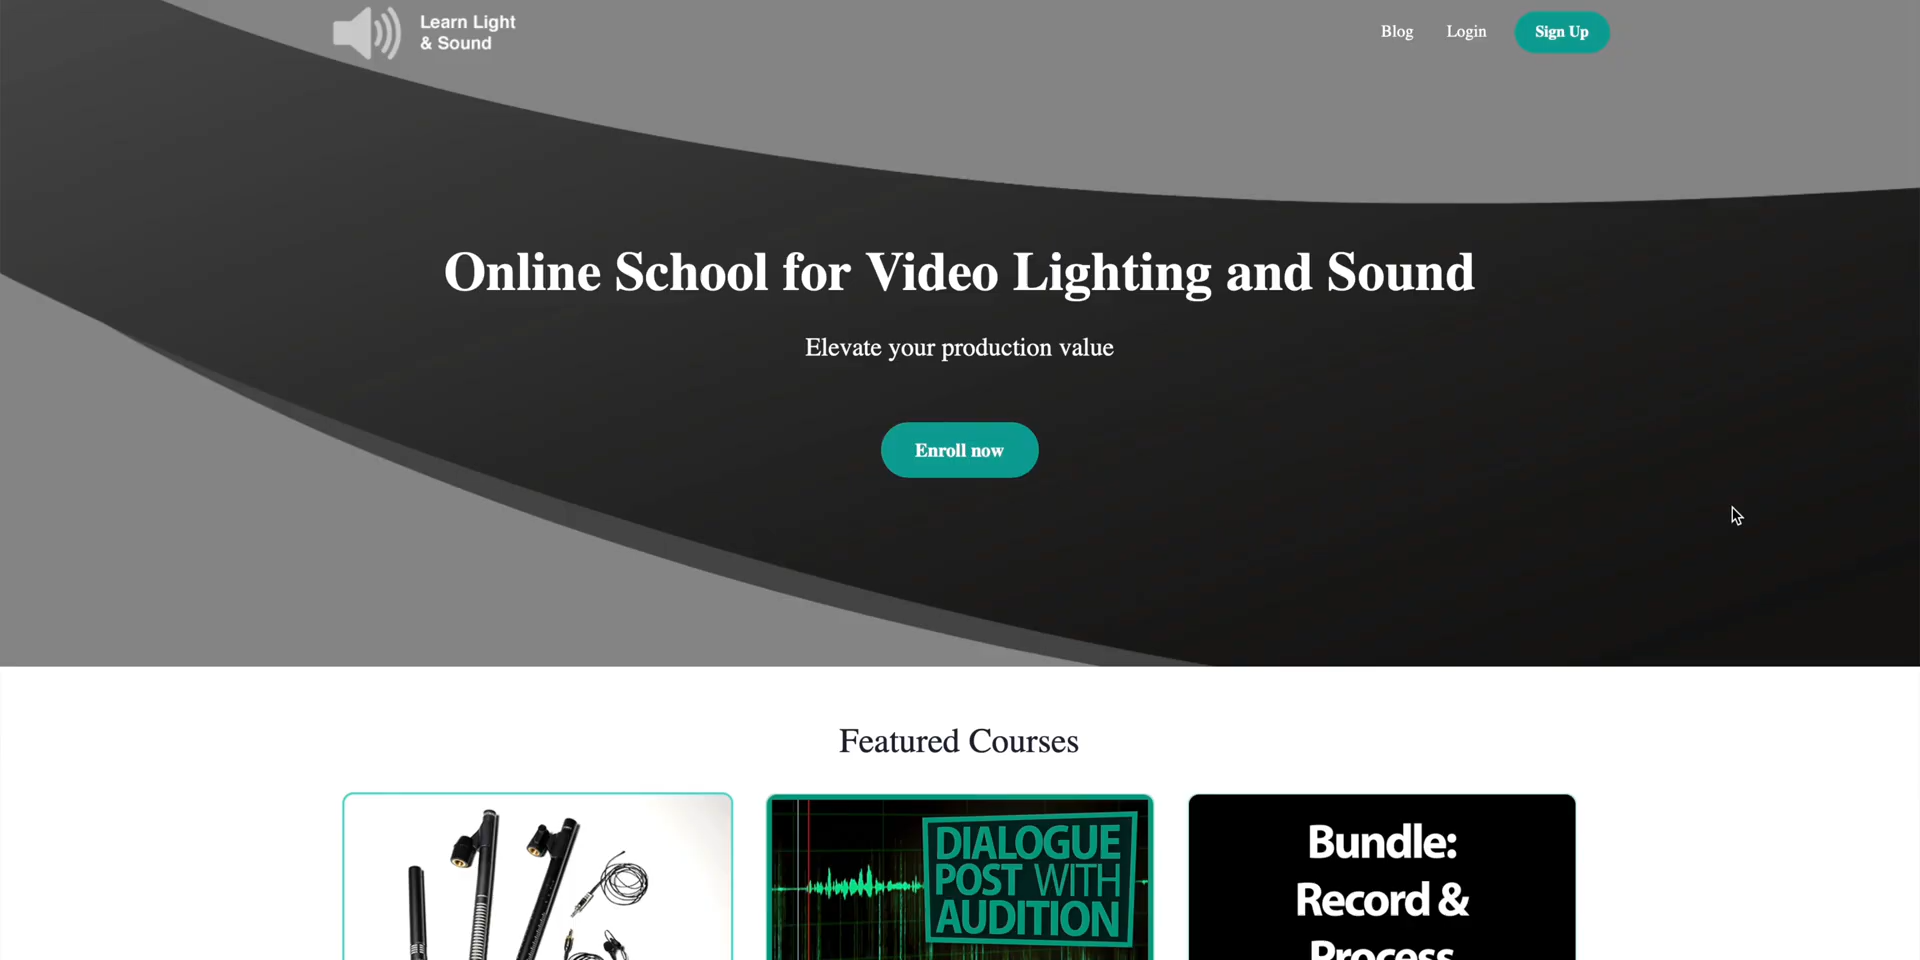 Learn Light
& Sound
Blog
Login
Sign Up
Online School for Video Lighting and Sound
Elevate your production value
Enroll now
Featured Courses
DIALOGUE
POST WITH
AUDITION
Bundle:
Record &
Process